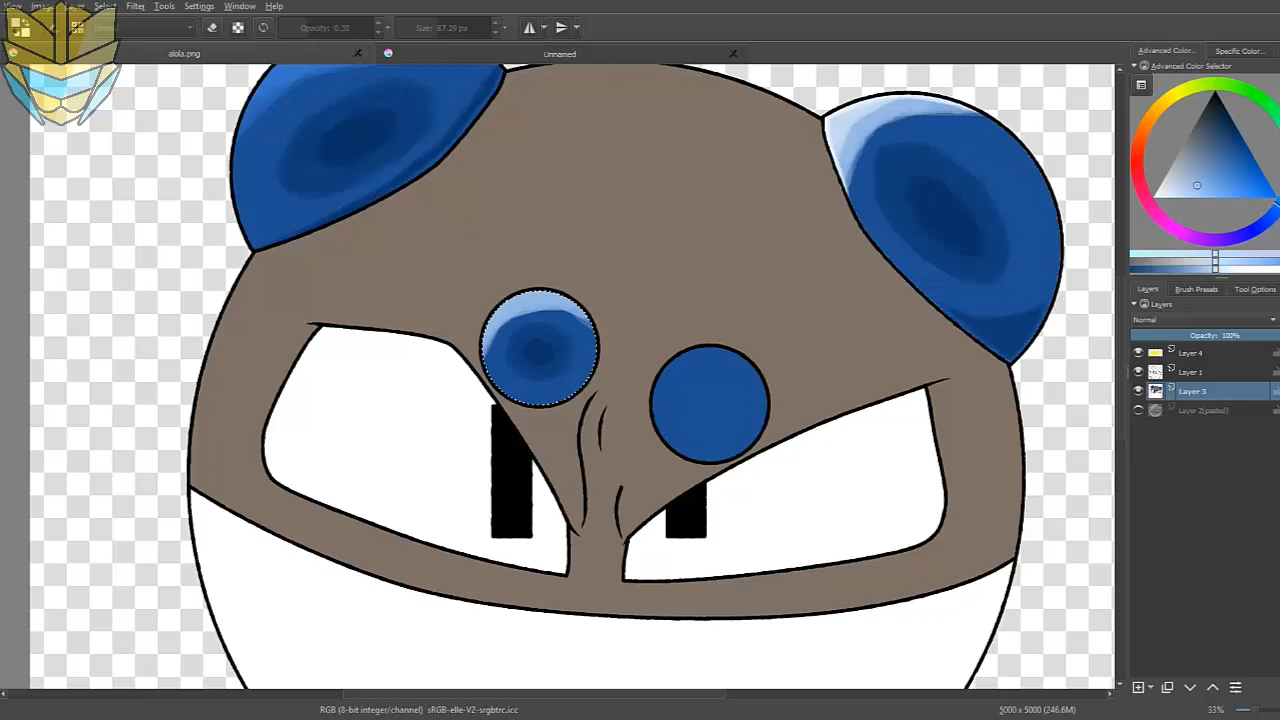 View Image Layer Select Filter Tools Settings Window Help
Normal Opacity: 0.30 Size: 87.29 px
alola.png Unnamed
Advanced Color... Specific Color...
Advanced Color Selector
Layers Brush Presets Tool Options
Layers
Normal
Opacity: 100%
Layer 4
Layer 1
Layer 3
Layer 2(pasted)
RGB (8-bit integer/channel) sRGB-elle-V2-srgbtrc.icc 5000 x 5000 (246.6M) 33%